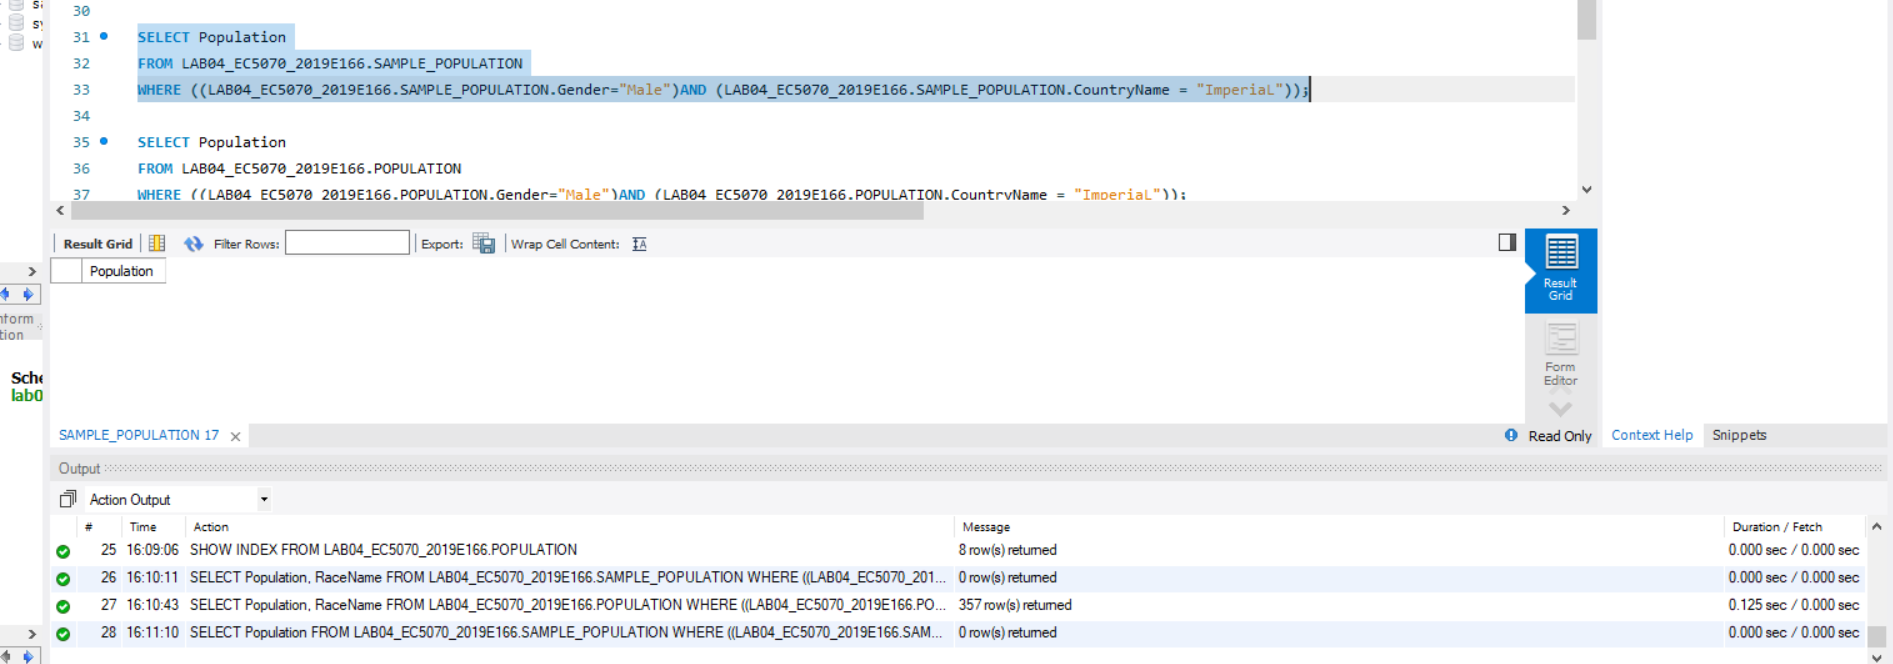 sa
sy
w
30
31 SELECT Population
32 FROM LAB04_EC5070_2019E166.SAMPLE_POPULATION
33 WHERE ((LAB04_EC5070_2019E166.SAMPLE_POPULATION.Gender="Male")AND (LAB04_EC5070_2019E166.SAMPLE_POPULATION.CountryName = "ImperiaL"));
34
35 SELECT Population
36 FROM LAB04_EC5070_2019E166.POPULATION
37 WHERE ((LAB04_EC5070_2019E166.POPULATION.Gender="Male")AND (LAB04_EC5070_2019E166.POPULATION.CountryName = "ImperiaL"));
Result Grid Filter Rows: Export: Wrap Cell Content:
Population
Result
Grid
Form
Editor
nform
tion
Sche
lab0
SAMPLE_POPULATION 17
Read Only Context Help Snippets
Output
Action Output
# Time Action Message Duration / Fetch
25 16:09:06 SHOW INDEX FROM LAB04_EC5070_2019E166.POPULATION 8 row(s) returned 0.000 sec / 0.000 sec
26 16:10:11 SELECT Population, RaceName FROM LAB04_EC5070_2019E166.SAMPLE_POPULATION WHERE ((LAB04_EC5070_201... 0 row(s) returned 0.000 sec / 0.000 sec
27 16:10:43 SELECT Population, RaceName FROM LAB04_EC5070_2019E166.POPULATION WHERE ((LAB04_EC5070_2019E166.PO... 357 row(s) returned 0.125 sec / 0.000 sec
28 16:11:10 SELECT Population FROM LAB04_EC5070_2019E166.SAMPLE_POPULATION WHERE ((LAB04_EC5070_2019E166.SAM... 0 row(s) returned 0.000 sec / 0.000 sec